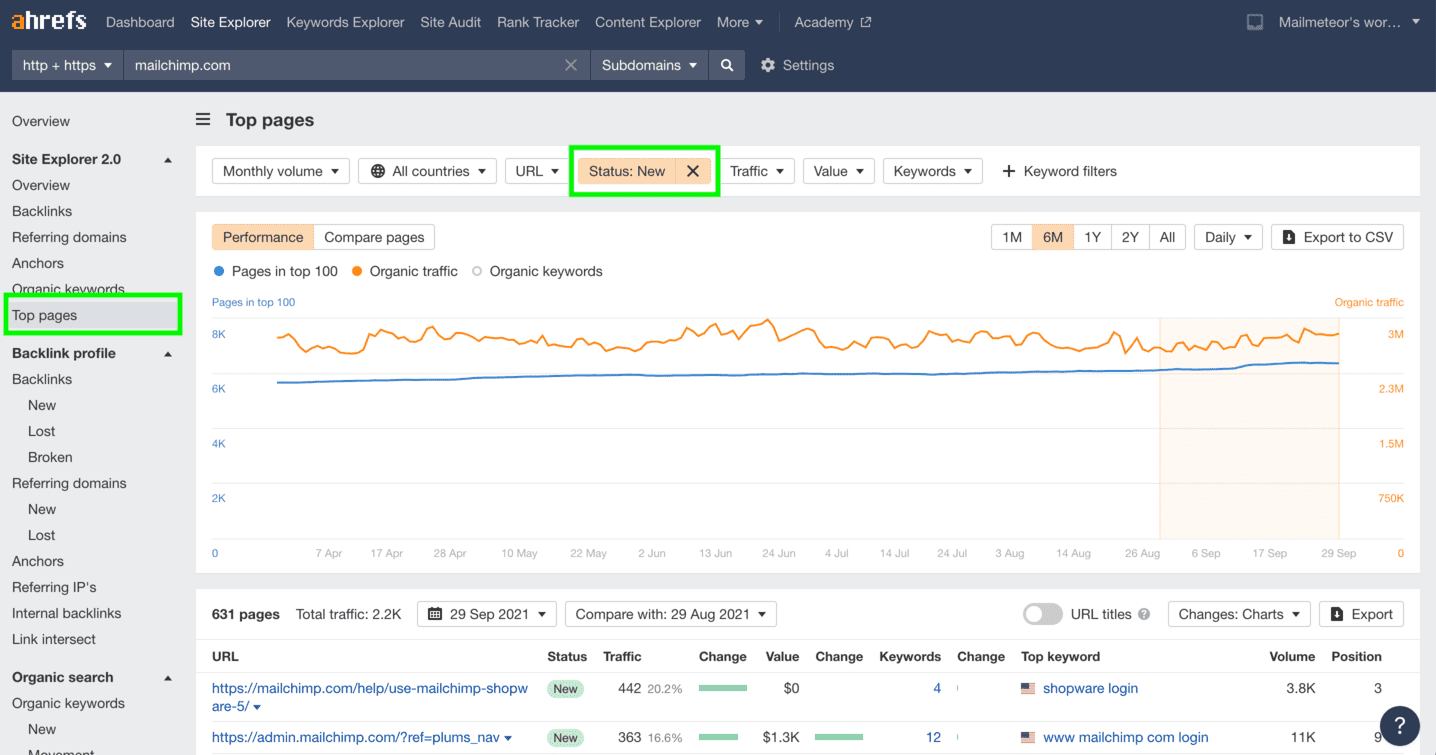 ahrefs Dashboard Site Explorer Keywords Explorer Site Audit Rank Tracker Content Explorer More Academy Mailmeteor's wor...
http + https mailchimp.com Subdomains Settings
Overview
Site Explorer 2.0
Overview
Backlinks
Referring domains
Anchors
Organic keywords
Top pages
Backlink profile
Backlinks
New
Lost
Broken
Referring domains
New
Lost
Anchors
Referring IP's
Internal backlinks
Link intersect
Organic search
Organic keywords
New
Movement
Top pages
Monthly volume All countries URL Status: New Traffic Value Keywords + Keyword filters
Performance Compare pages 1M 6M 1Y 2Y All Daily Export to CSV
Pages in top 100 Organic traffic Organic keywords
Pages in top 100 Organic traffic
8K 3M
6K 2.3M
4K 1.5M
2K 750K
0 7 Apr 17 Apr 28 Apr 10 May 22 May 2 Jun 13 Jun 24 Jun 4 Jul 14 Jul 24 Jul 3 Aug 14 Aug 26 Aug 6 Sep 17 Sep 29 Sep 0
631 pages Total traffic: 2.2K 29 Sep 2021 Compare with: 29 Aug 2021 URL titles ? Changes: Charts Export
URL Status Traffic Change Value Change Keywords Change Top keyword Volume Position
https://mailchimp.com/help/use-mailchimp-shopw New 442 20.2% $0 4 shopware login 3.8K 3
are-5/
https://admin.mailchimp.com/?ref=plums_nav New 363 16.6% $1.3K 12 www mailchimp com login 11K 9
?